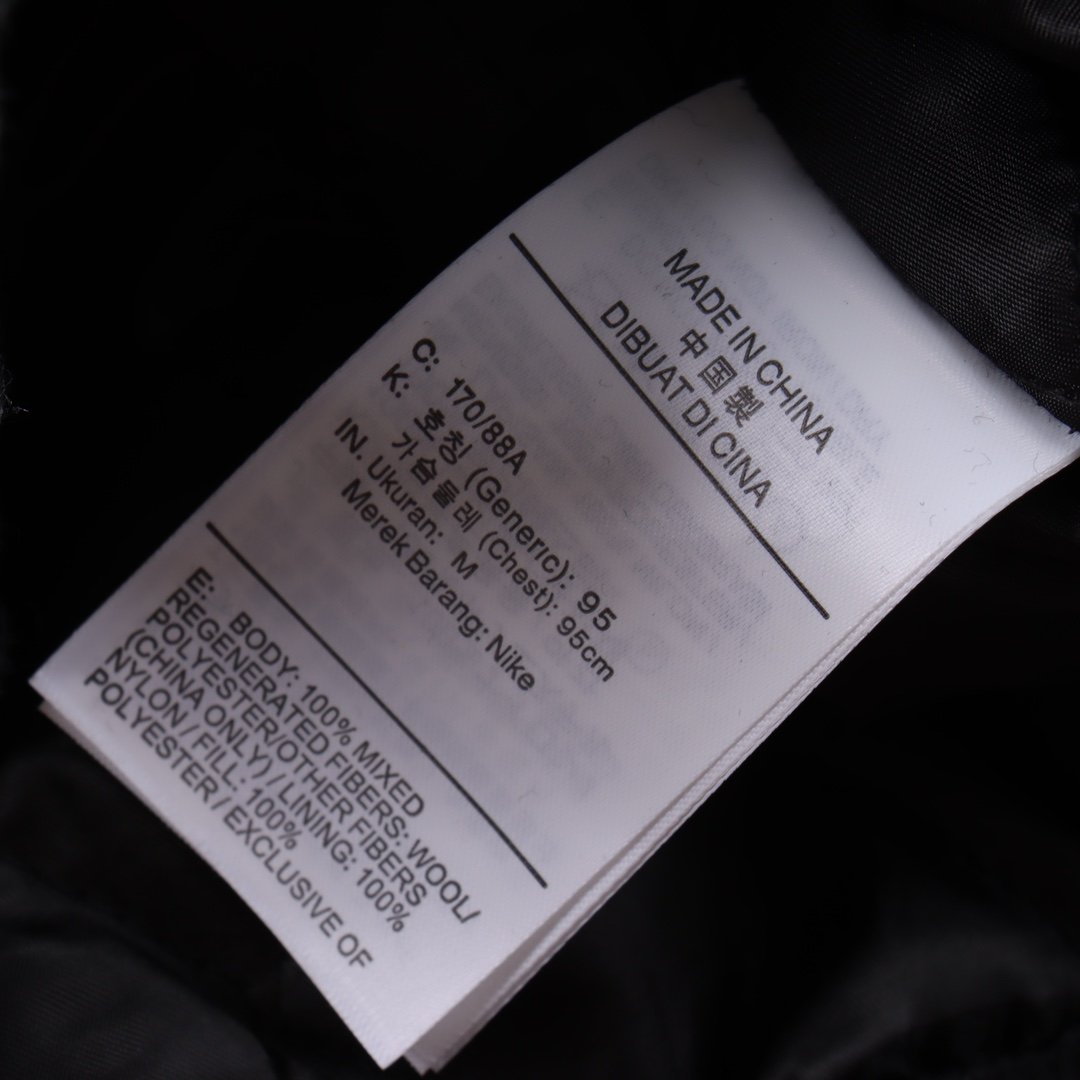 MADE IN CHINA
中国製
DIBUAT DI CINA
C: 170/88A
K: 호칭 (Generic): 95
가슴둘레 (Chest): 95cm
IN. Ukuran: M
Merek Barang: Nike
E: BODY: 100% MIXED
REGENERATED FIBERS: WOOL/
POLYESTER/OTHER FIBERS
(CHINA ONLY) / LINING: 100%
NYLON / FILL: 100%
POLYESTER / EXCLUSIVE OF